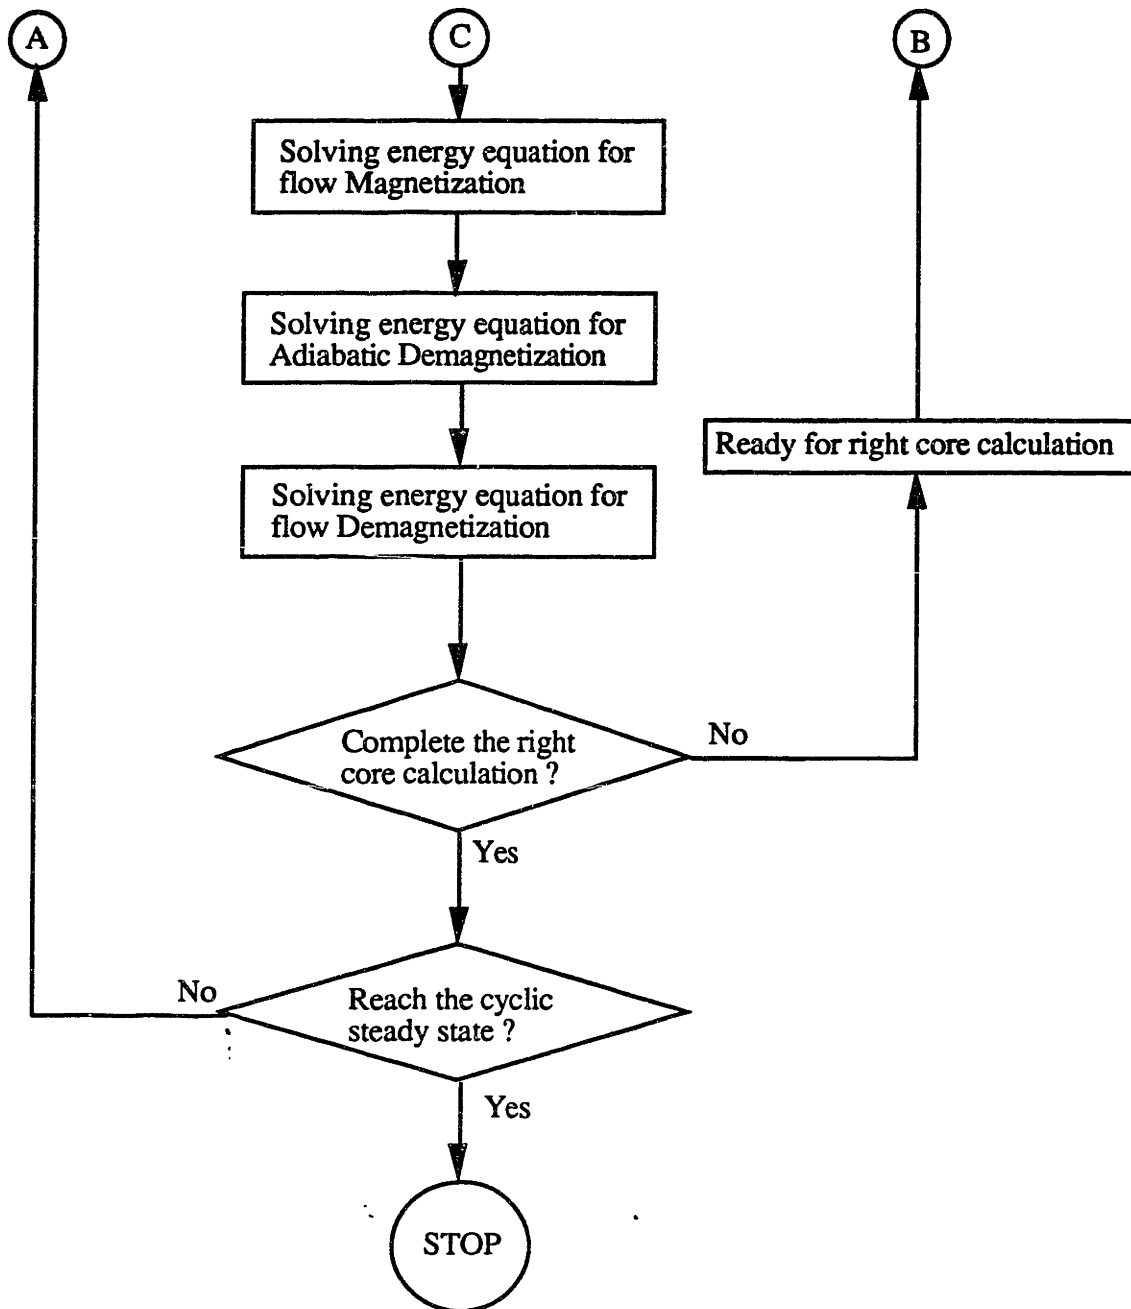 A
C
B
Solving energy equation for
flow Magnetization
Solving energy equation for
Adiabatic Demagnetization
Ready for right core calculation
Solving energy equation for
flow Demagnetization
Complete the right
core calculation ?
No
Yes
No
Reach the cyclic
steady state ?
Yes
STOP